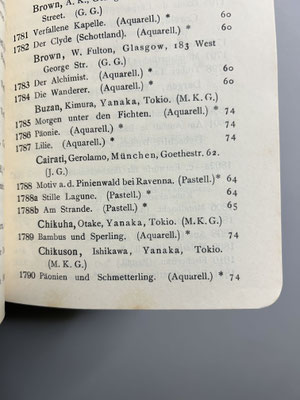 Brown, A. K., G
Street. (G. G.)
1781 Verfallene Kapelle. (Aquarell.) * 60
1782 Der Clyde (Schottland). (Aquarell.) * 60
Brown, W. Fulton, Glasgow, 183 West
George Str. (G. G.)
1783 Der Alchimist. (Aquarell.) * 60
1784 Die Wanderer. (Aquarell.) * 60
Buzan, Kimura, Yanaka, Tokio. (M. K. G.)
1785 Morgen unter den Fichten. (Aquarell.) * 74
1786 Päonie. (Aquarell.) * 74
1787 Lilie. (Aquarell.) * 74
Cairati, Gerolamo, München, Goethestr. 62.
(J. G.)
1788 Motiv a. d. Pinienwald bei Ravenna. (Pastell.) * 64
1788a Stille Lagune. (Pastell.) * 64
1788b Am Strande. (Pastell.) * 65
Chikuha, Otake, Yanaka, Tokio. (M. K. G.)
1789 Bambus und Sperling. (Aquarell.) * 74
Chikuson, Ishikawa, Yanaka, Tokio.
(M. K. G.)
1790 Päonien und Schmetterling. (Aquarell.) * 74